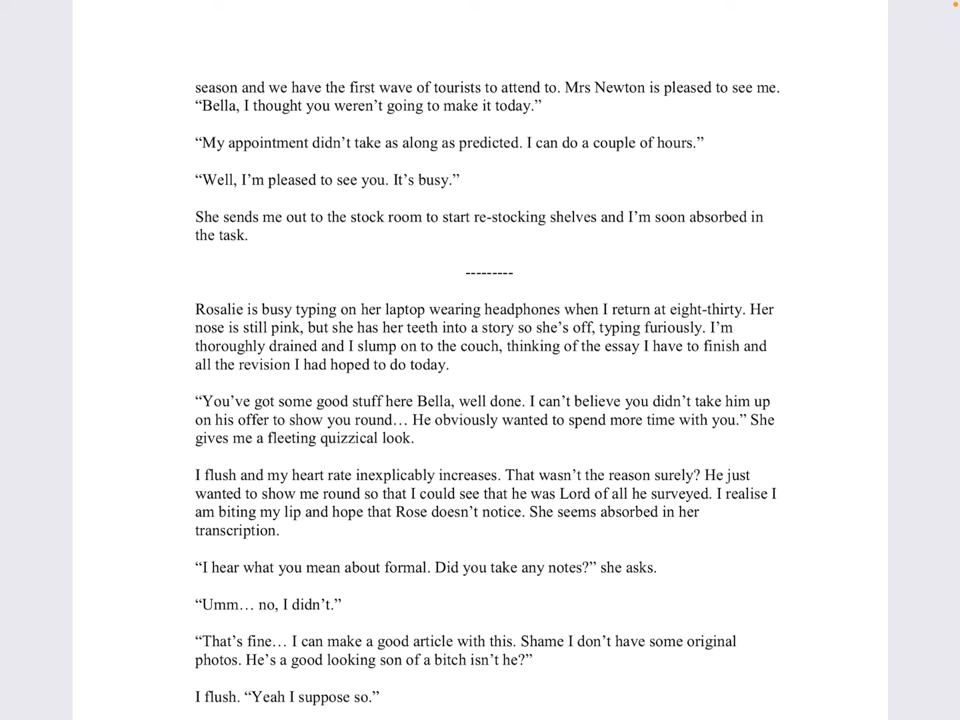 season and we have the first wave of tourists to attend to. Mrs Newton is pleased to see me.
“Bella, I thought you weren’t going to make it today.”
“My appointment didn’t take as along as predicted. I can do a couple of hours.”
“Well, I’m pleased to see you. It’s busy.”
She sends me out to the stock room to start re-stocking shelves and I’m soon absorbed in
the task.
---------
Rosalie is busy typing on her laptop wearing headphones when I return at eight-thirty. Her
nose is still pink, but she has her teeth into a story so she’s off, typing furiously. I’m
thoroughly drained and I slump on to the couch, thinking of the essay I have to finish and
all the revision I had hoped to do today.
“You’ve got some good stuff here Bella, well done. I can’t believe you didn’t take him up
on his offer to show you round… He obviously wanted to spend more time with you.” She
gives me a fleeting quizzical look.
I flush and my heart rate inexplicably increases. That wasn’t the reason surely? He just
wanted to show me round so that I could see that he was Lord of all he surveyed. I realise I
am biting my lip and hope that Rose doesn’t notice. She seems absorbed in her
transcription.
“I hear what you mean about formal. Did you take any notes?” she asks.
“Umm… no, I didn’t.”
“That’s fine… I can make a good article with this. Shame I don’t have some original
photos. He’s a good looking son of a bitch isn’t he?”
I flush. “Yeah I suppose so.”